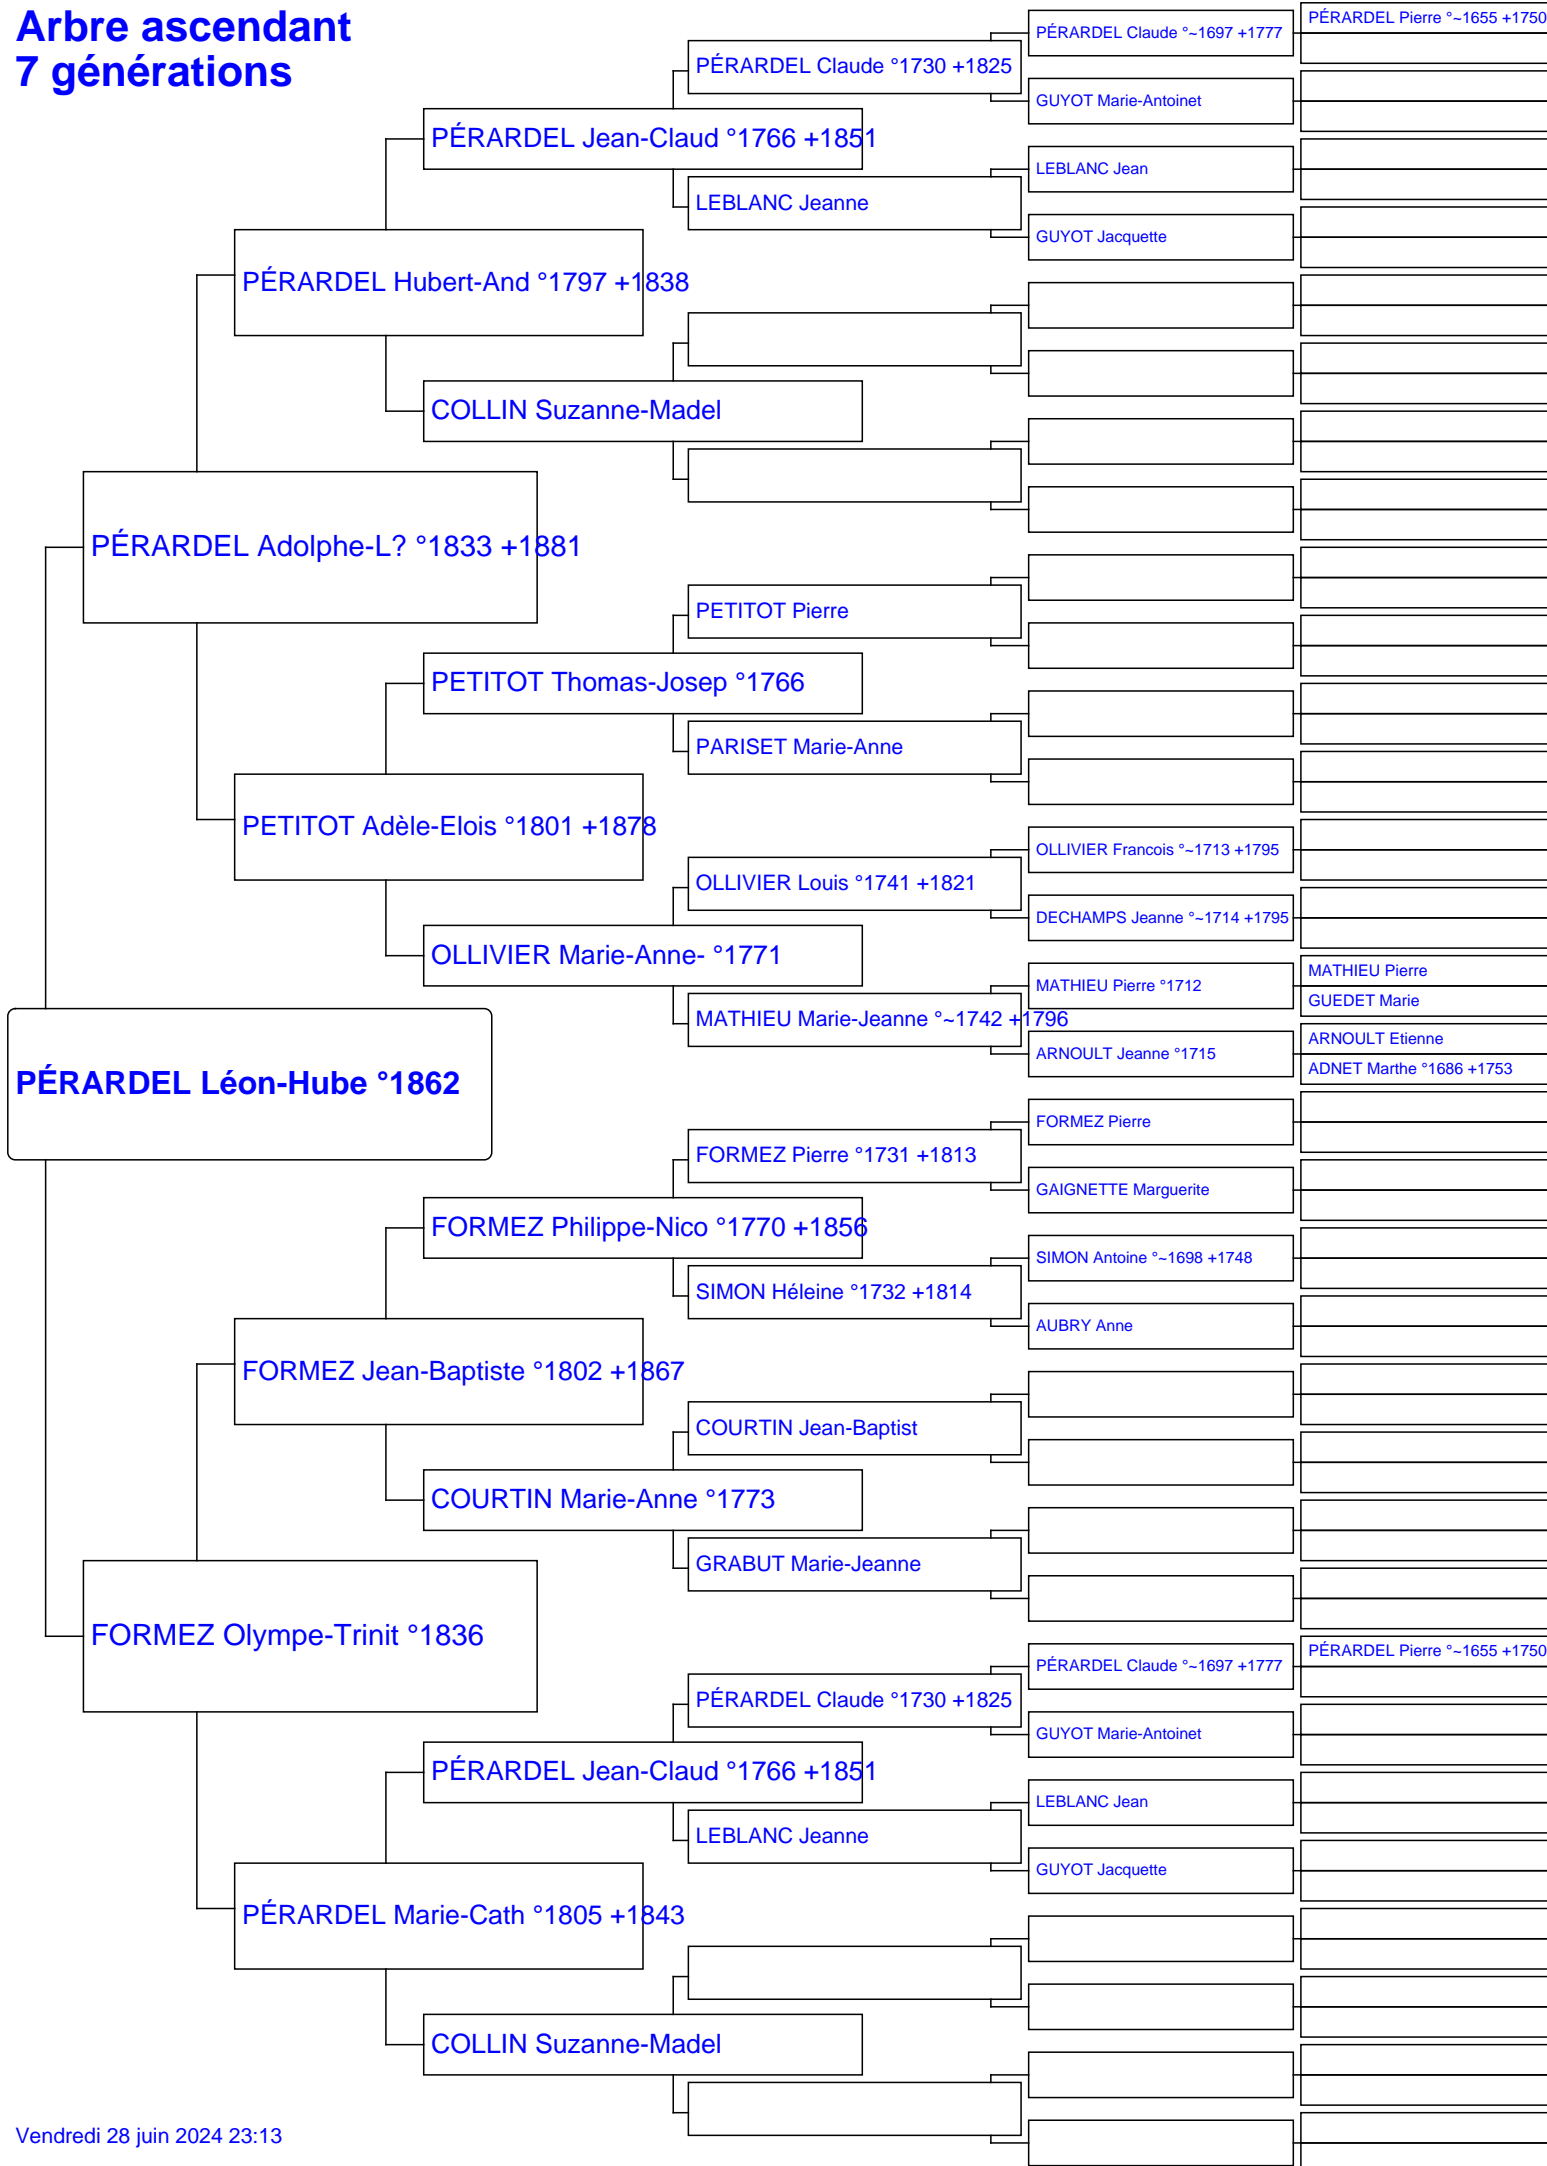 Arbre ascendant
7 générations
PÉRARDEL Pierre °~1655 +1750
PÉRARDEL Claude °~1697 +1777
PÉRARDEL Claude °1730 +1825
GUYOT Marie-Antoinet
PÉRARDEL Jean-Claud °1766 +1851
LEBLANC Jean
LEBLANC Jeanne
GUYOT Jacquette
PÉRARDEL Hubert-And °1797 +1838
COLLIN Suzanne-Madel
PÉRARDEL Adolphe-L? °1833 +1881
PETITOT Pierre
PETITOT Thomas-Josep °1766
PARISET Marie-Anne
PETITOT Adèle-Elois °1801 +1878
OLLIVIER Francois °~1713 +1795
OLLIVIER Louis °1741 +1821
DECHAMPS Jeanne °~1714 +1795
OLLIVIER Marie-Anne- °1771
MATHIEU Pierre
MATHIEU Pierre °1712
GUEDET Marie
MATHIEU Marie-Jeanne °~1742 +1796
ARNOULT Etienne
ARNOULT Jeanne °1715
ADNET Marthe °1686 +1753
PÉRARDEL Léon-Hube °1862
FORMEZ Pierre
FORMEZ Pierre °1731 +1813
GAIGNETTE Marguerite
FORMEZ Philippe-Nico °1770 +1856
SIMON Antoine °~1698 +1748
SIMON Héleine °1732 +1814
AUBRY Anne
FORMEZ Jean-Baptiste °1802 +1867
COURTIN Jean-Baptist
COURTIN Marie-Anne °1773
GRABUT Marie-Jeanne
FORMEZ Olympe-Trinit °1836
PÉRARDEL Pierre °~1655 +1750
PÉRARDEL Claude °~1697 +1777
PÉRARDEL Claude °1730 +1825
GUYOT Marie-Antoinet
PÉRARDEL Jean-Claud °1766 +1851
LEBLANC Jean
LEBLANC Jeanne
GUYOT Jacquette
PÉRARDEL Marie-Cath °1805 +1843
COLLIN Suzanne-Madel
Vendredi 28 juin 2024 23:13